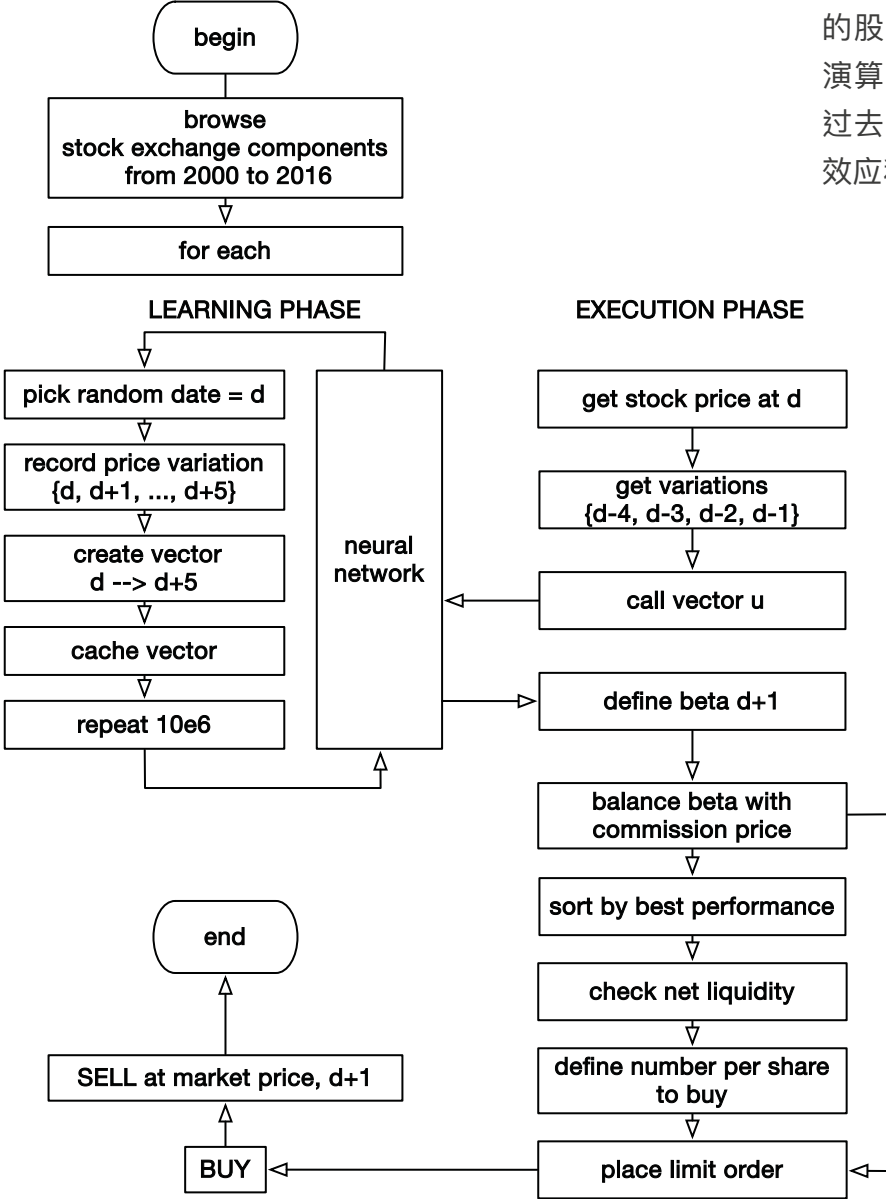 begin
browse
stock exchange components
from 2000 to 2016
for each
LEARNING PHASE
pick random date = d
record price variation
{d, d+1, ..., d+5}
create vector
d --> d+5
cache vector
repeat 10e6
neural
network
EXECUTION PHASE
get stock price at d
get variations
{d-4, d-3, d-2, d-1}
call vector u
define beta d+1
balance beta with
commission price
sort by best performance
check net liquidity
define number per share
to buy
place limit order
BUY
SELL at market price, d+1
end
的股
演算
过去
效应